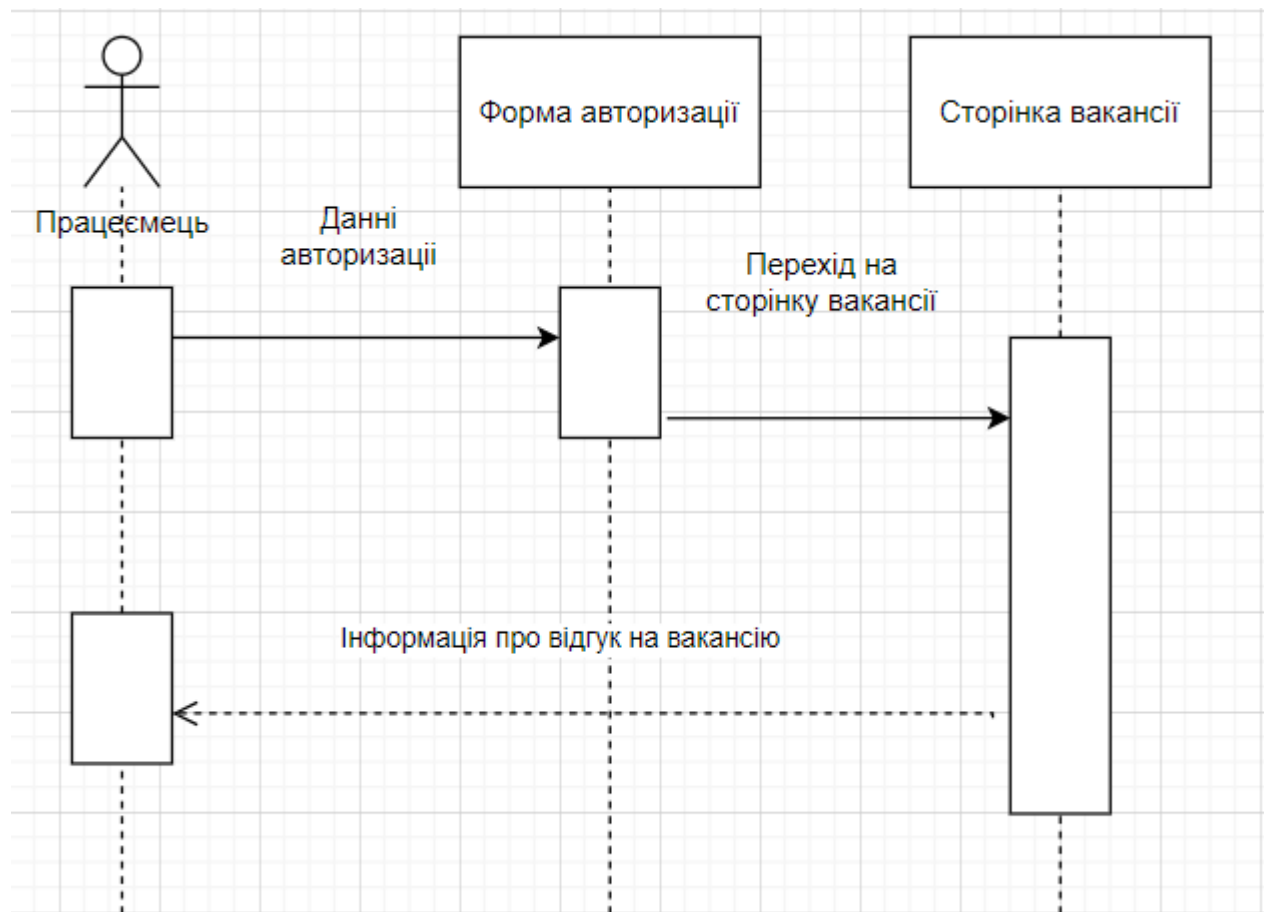 Форма авторизації
Сторінка вакансії
Працеємець
Данні
авторизації
Перехід на
сторінку вакансії
Інформація про відгук на вакансію